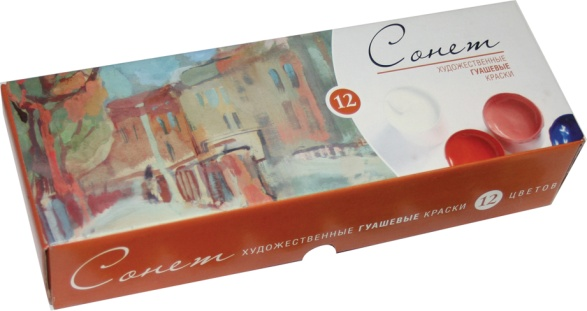 Сонет
ХУДОЖЕСТВЕННЫЕ
ГУАШЕВЫЕ
КРАСКИ
12
Сонет ХУДОЖЕСТВЕННЫЕ ГУАШЕВЫЕ КРАСКИ 12 ЦВЕТОВ